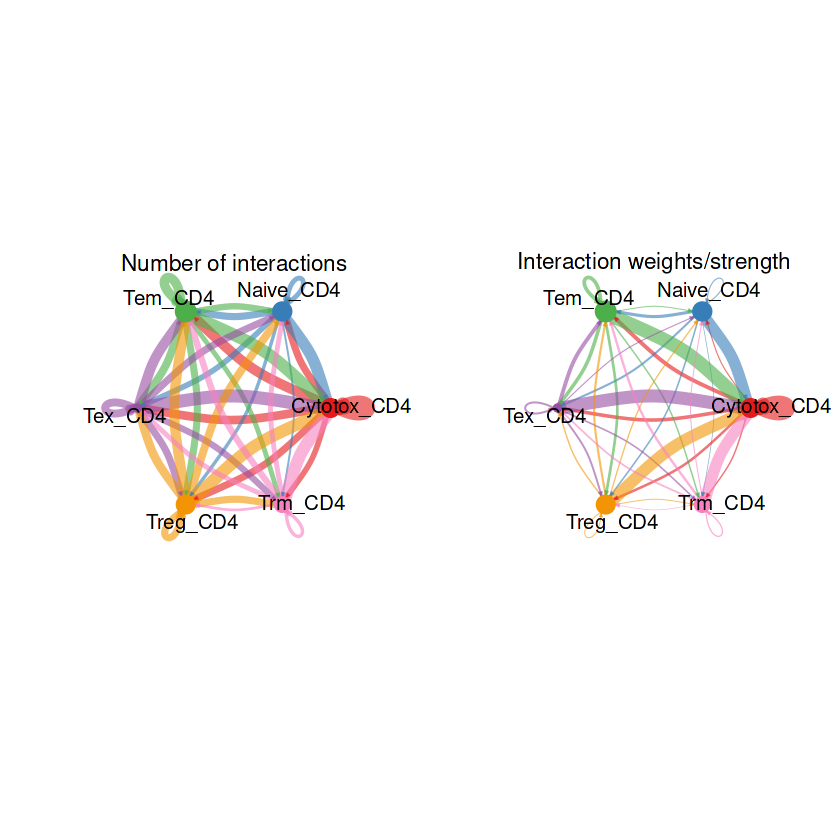 Number of interactions
Tem_CD4
Naive_CD4
Tex_CD4
Cytotox_CD4
Treg_CD4
Trm_CD4
Interaction weights/strength
Tem_CD4
Naive_CD4
Tex_CD4
Cytotox_CD4
Treg_CD4
Trm_CD4